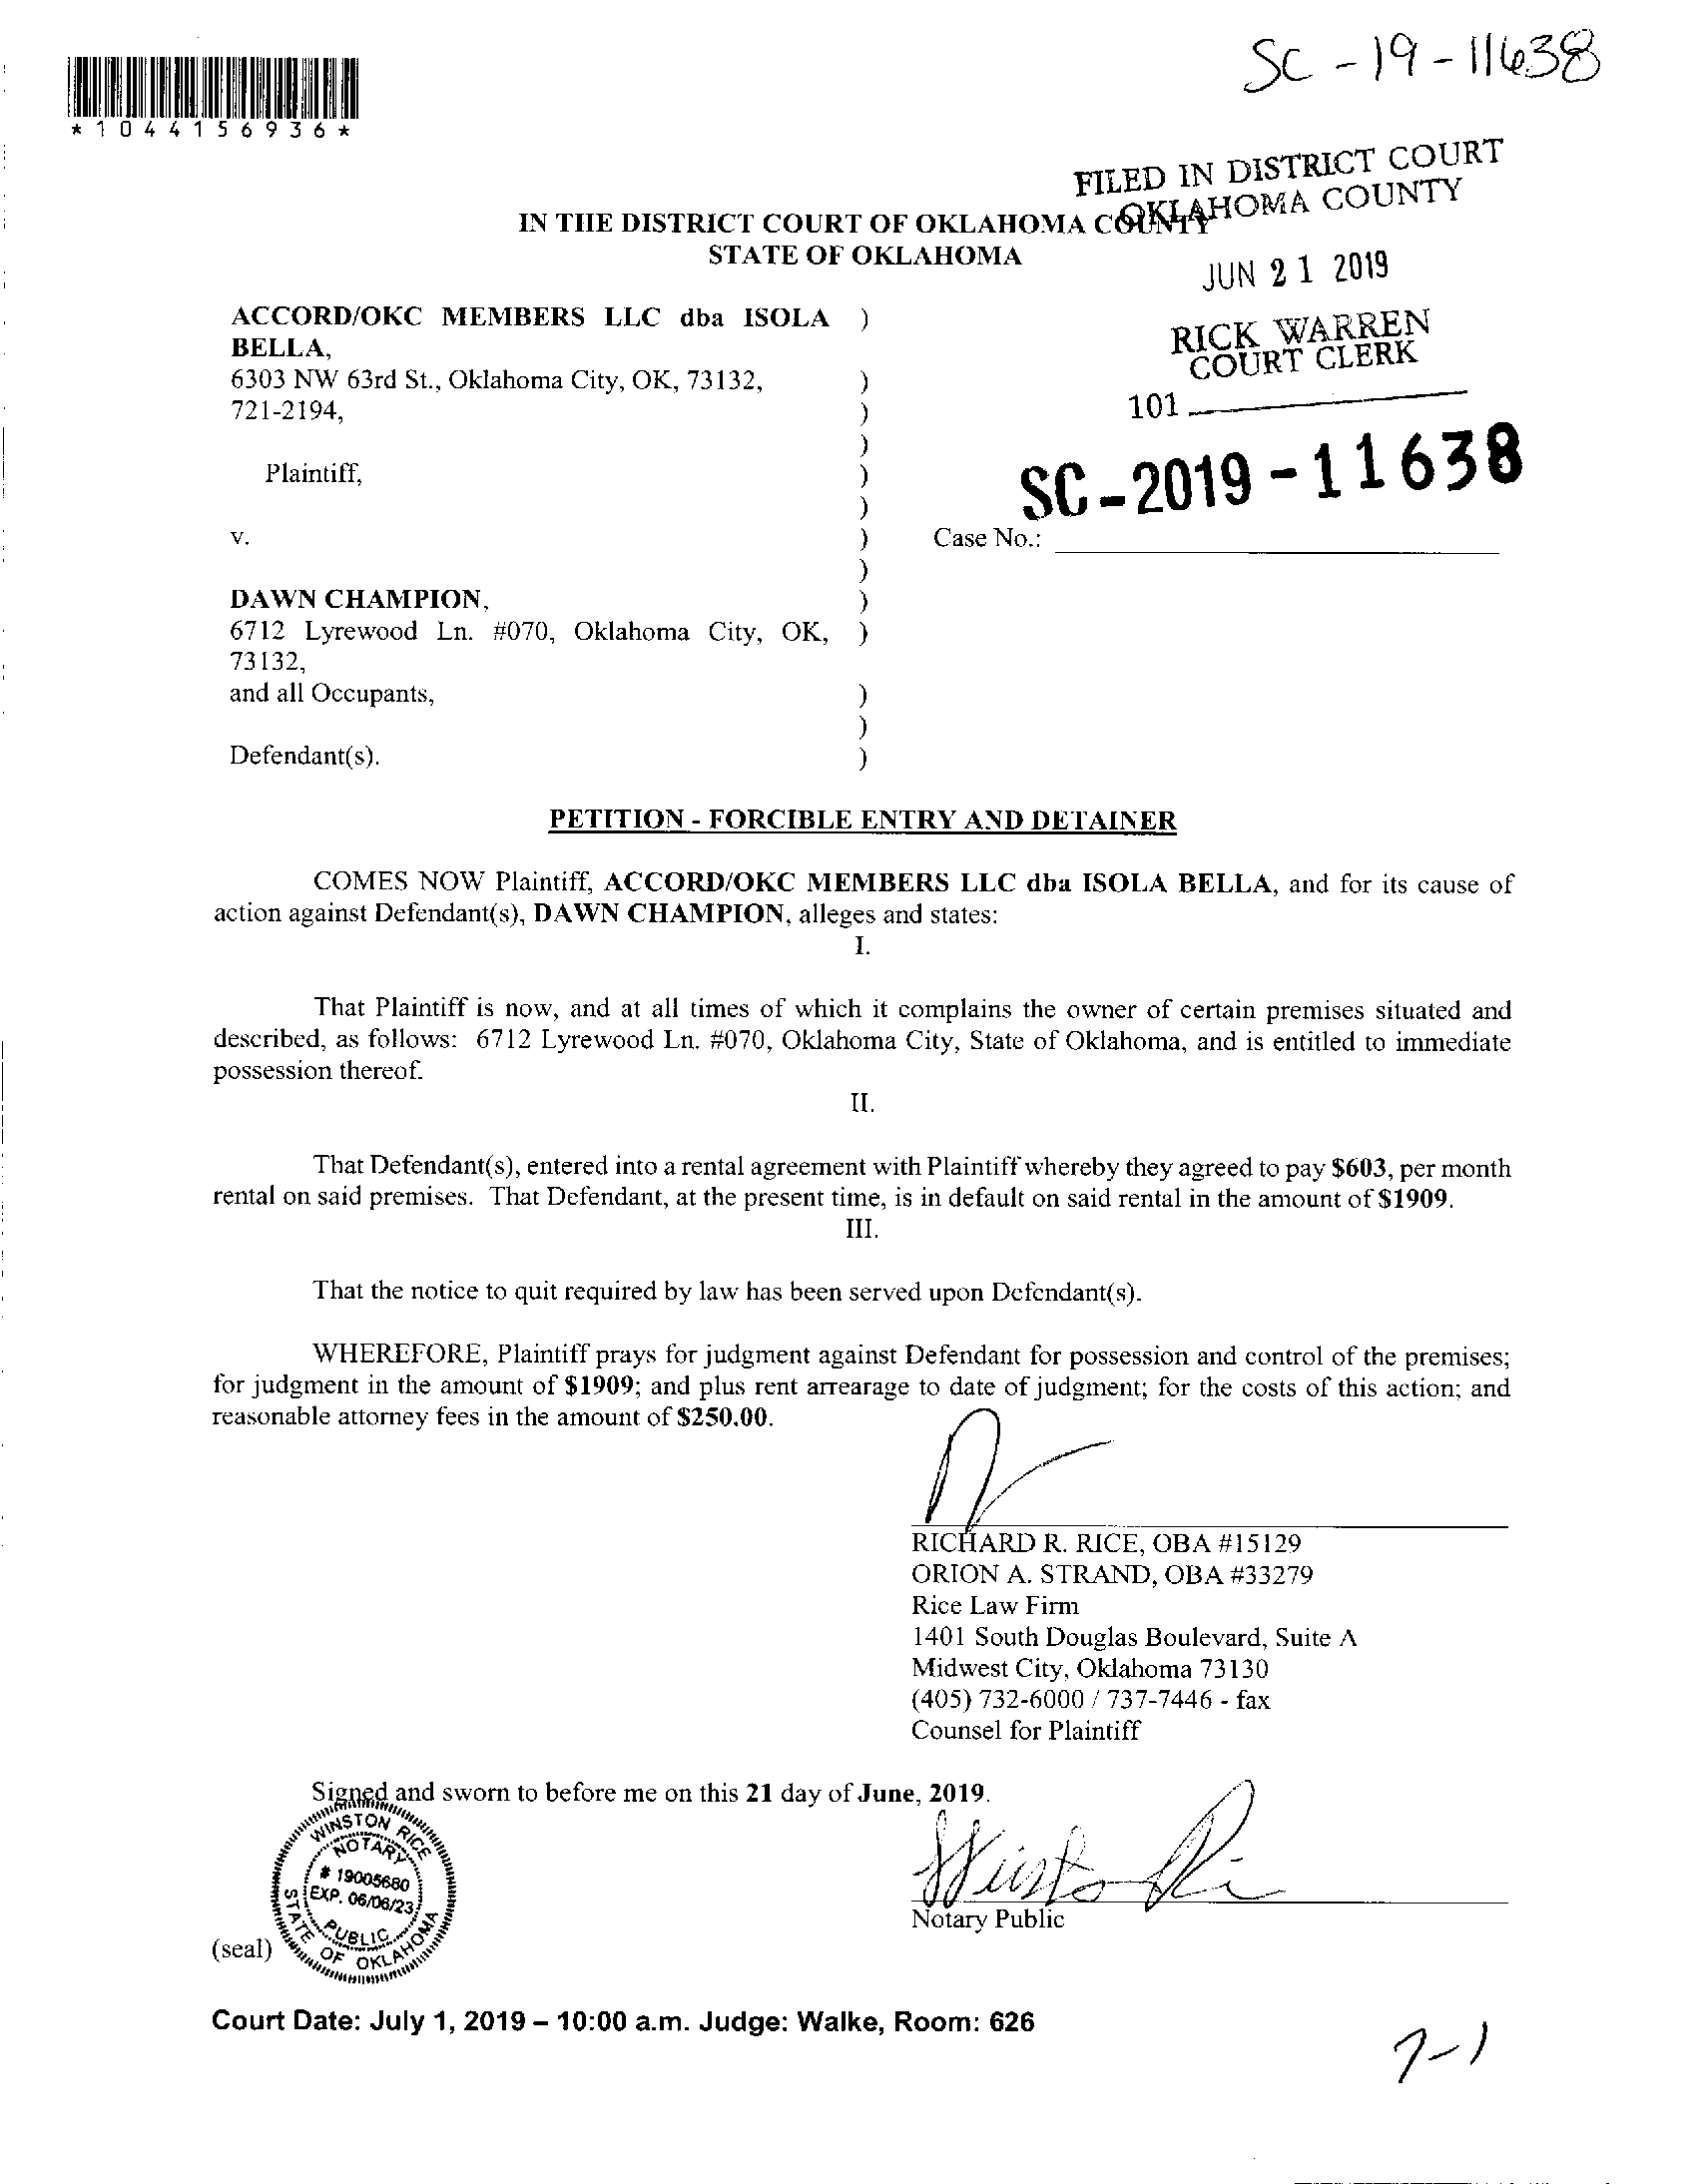 SC-19-11638
*1044156936*
FILED IN DISTRICT COURT
OKLAHOMA COUNTY
IN THE DISTRICT COURT OF OKLAHOMA COUNTY
STATE OF OKLAHOMA
JUN 21 2019
RICK WARREN
COURT CLERK
101
ACCORD/OKC MEMBERS LLC dba ISOLA )
BELLA,
6303 NW 63rd St., Oklahoma City, OK, 73132, )
721-2194, )
)
Plaintiff, )
)
SC-2019-11638
v. ) Case No.:
)
DAWN CHAMPION, )
6712 Lyrewood Ln. #070, Oklahoma City, OK, )
73132,
and all Occupants, )
)
Defendant(s). )
PETITION - FORCIBLE ENTRY AND DETAINER
COMES NOW Plaintiff, ACCORD/OKC MEMBERS LLC dba ISOLA BELLA, and for its cause of
action against Defendant(s), DAWN CHAMPION, alleges and states:
I.
That Plaintiff is now, and at all times of which it complains the owner of certain premises situated and
described, as follows: 6712 Lyrewood Ln. #070, Oklahoma City, State of Oklahoma, and is entitled to immediate
possession thereof.
II.
That Defendant(s), entered into a rental agreement with Plaintiff whereby they agreed to pay $603, per month
rental on said premises. That Defendant, at the present time, is in default on said rental in the amount of $1909.
III.
That the notice to quit required by law has been served upon Defendant(s).
WHEREFORE, Plaintiff prays for judgment against Defendant for possession and control of the premises;
for judgment in the amount of $1909; and plus rent arrearage to date of judgment; for the costs of this action; and
reasonable attorney fees in the amount of $250.00.
RICHARD R. RICE, OBA #15129
ORION A. STRAND, OBA #33279
Rice Law Firm
1401 South Douglas Boulevard, Suite A
Midwest City, Oklahoma 73130
(405) 732-6000 / 737-7446 - fax
Counsel for Plaintiff
Signed and sworn to before me on this 21 day of June, 2019.
WINSTON RICE
NOTARY
# 19005680
EXP. 06/06/23
PUBLIC
STATE OF OKLAHOMA
Notary Public
(seal)
Court Date: July 1, 2019 – 10:00 a.m. Judge: Walke, Room: 626
7-1